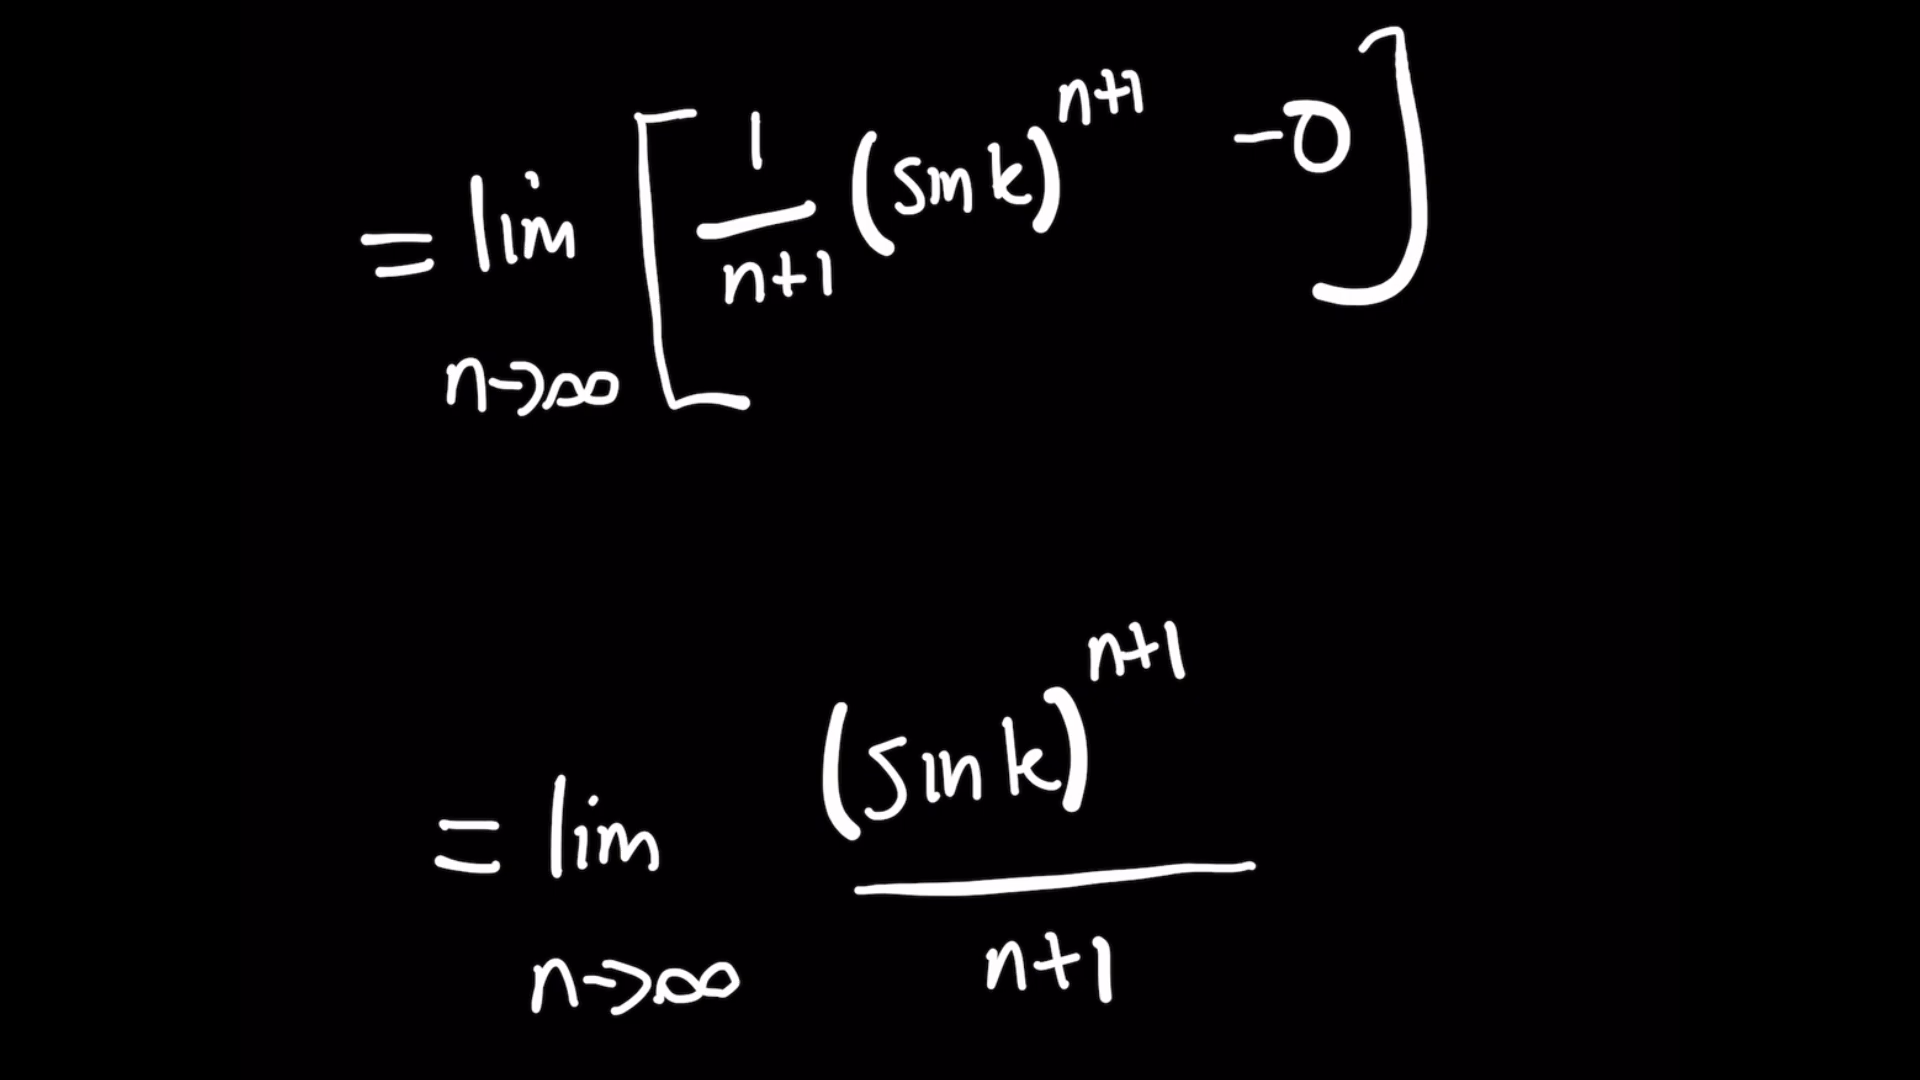 = lim n→∞ [ 1/n+1 (sin k)^n+1 -0 ]
= lim n→∞ (sin k)^n+1 / n+1